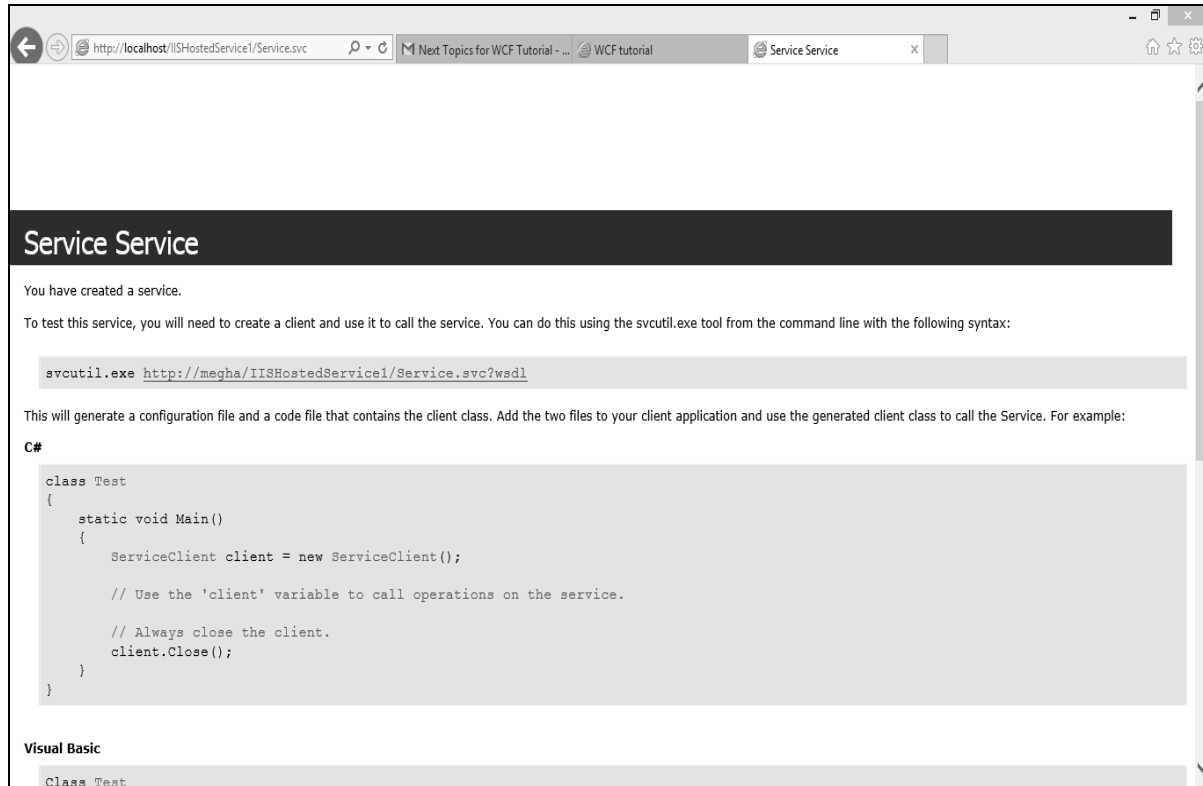 http://localhost/IISHostedService1/Service.svc
Next Topics for WCF Tutorial - ...
WCF tutorial
Service Service
Service Service
You have created a service.
To test this service, you will need to create a client and use it to call the service. You can do this using the svcutil.exe tool from the command line with the following syntax:
svcutil.exe http://megha/IISHostedService1/Service.svc?wsdl
This will generate a configuration file and a code file that contains the client class. Add the two files to your client application and use the generated client class to call the Service. For example:
C#
class Test
{
    static void Main()
    {
        ServiceClient client = new ServiceClient();
        // Use the 'client' variable to call operations on the service.
        // Always close the client.
        client.Close();
    }
}
Visual Basic
Class Test